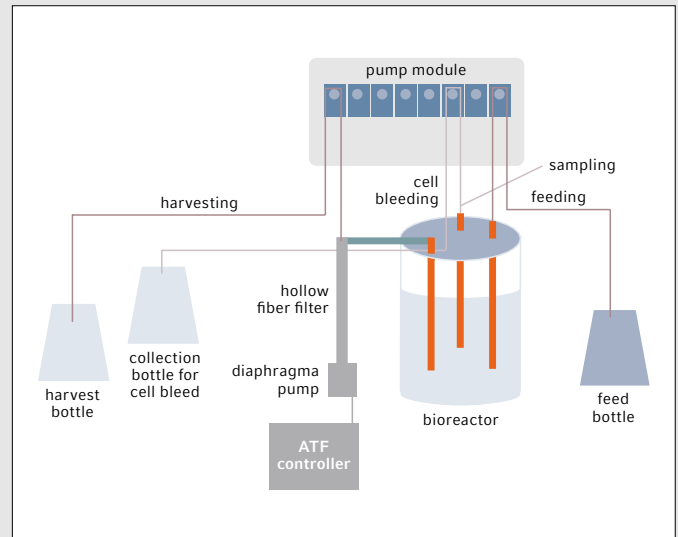 pump module
sampling
cell
bleeding
feeding
harvesting
hollow
fiber filter
diaphragma
pump
harvest
bottle
collection
bottle for
cell bleed
bioreactor
feed
bottle
ATF
controller